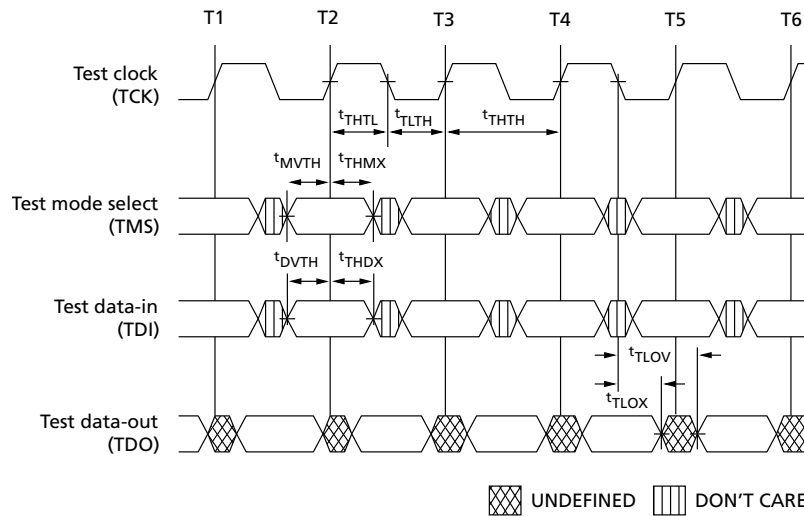 T1 T2 T3 T4 T5 T6
Test clock
(TCK)
tTHTL tTLTH tTHTH
tMVTH tTHMX
Test mode select
(TMS)
tDVTH tTHDX
Test data-in
(TDI)
tTLOV
tTLOX
Test data-out
(TDO)
UNDEFINED DON'T CARE